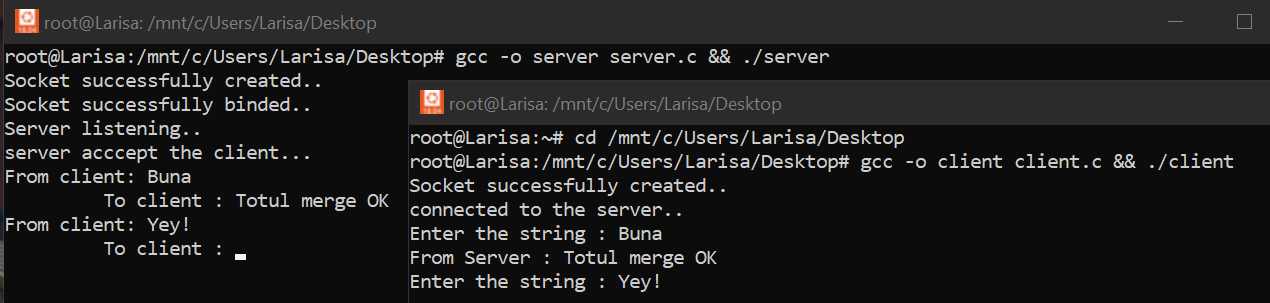 root@Larisa: /mnt/c/Users/Larisa/Desktop
root@Larisa:/mnt/c/Users/Larisa/Desktop# gcc -o server server.c && ./server
Socket successfully created..
Socket successfully binded..
Server listening..
server acccept the client...
From client: Buna
To client : Totul merge OK
From client: Yey!
To client :
18.04
root@Larisa: /mnt/c/Users/Larisa/Desktop
root@Larisa:~# cd /mnt/c/Users/Larisa/Desktop
root@Larisa:/mnt/c/Users/Larisa/Desktop# gcc -o client client.c && ./client
Socket successfully created..
connected to the server..
Enter the string : Buna
From Server : Totul merge OK
Enter the string : Yey!